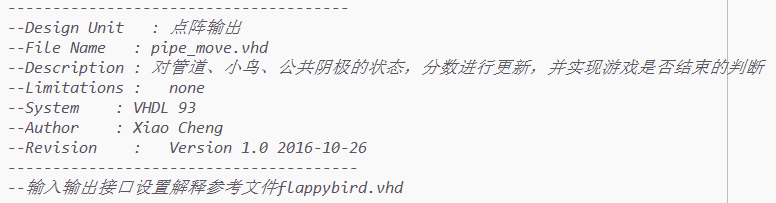 --------------------------------------
--Design Unit   : 点阵输出
--File Name   : pipe_move.vhd
--Description : 对管道、小鸟、公共阴极的状态，分数进行更新，并实现游戏是否结束的判断
--Limitations :   none
--System    : VHDL 93
--Author    : Xiao Cheng
--Revision    :   Version 1.0 2016-10-26
---------------------------------------
--输入输出接口设置解释参考文件flappybird.vhd